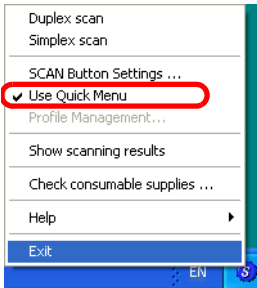 Duplex scan
Simplex scan
SCAN Button Settings ...
Use Quick Menu
Profile Management...
Show scanning results
Check consumable supplies ...
Help
Exit
EN
S